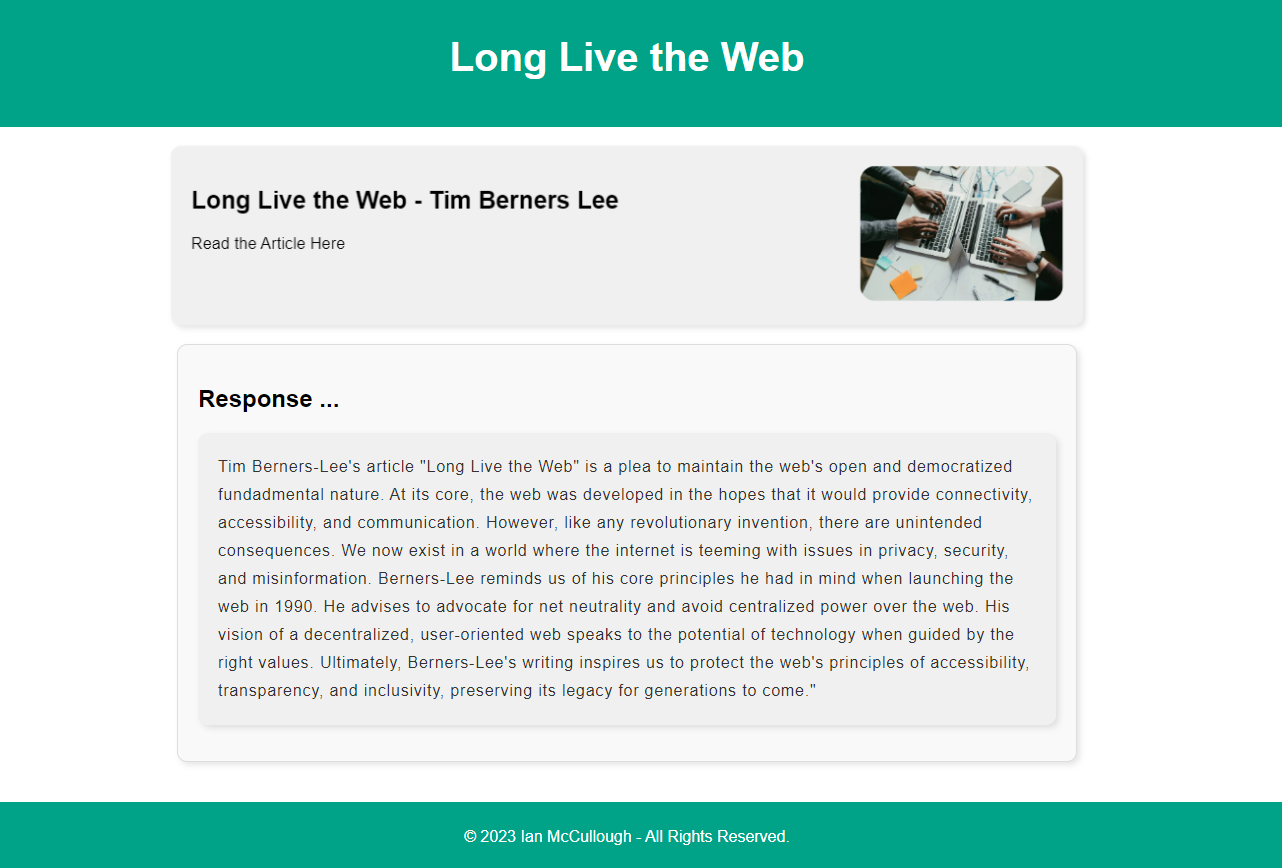 Long Live the Web
Long Live the Web - Tim Berners Lee
Read the Article Here
Response ...
Tim Berners-Lee's article "Long Live the Web" is a plea to maintain the web's open and democratized
fundadmental nature. At its core, the web was developed in the hopes that it would provide connectivity,
accessibility, and communication. However, like any revolutionary invention, there are unintended
consequences. We now exist in a world where the internet is teeming with issues in privacy, security,
and misinformation. Berners-Lee reminds us of his core principles he had in mind when launching the
web in 1990. He advises to advocate for net neutrality and avoid centralized power over the web. His
vision of a decentralized, user-oriented web speaks to the potential of technology when guided by the
right values. Ultimately, Berners-Lee's writing inspires us to protect the web's principles of accessibility,
transparency, and inclusivity, preserving its legacy for generations to come."
© 2023 Ian McCullough - All Rights Reserved.